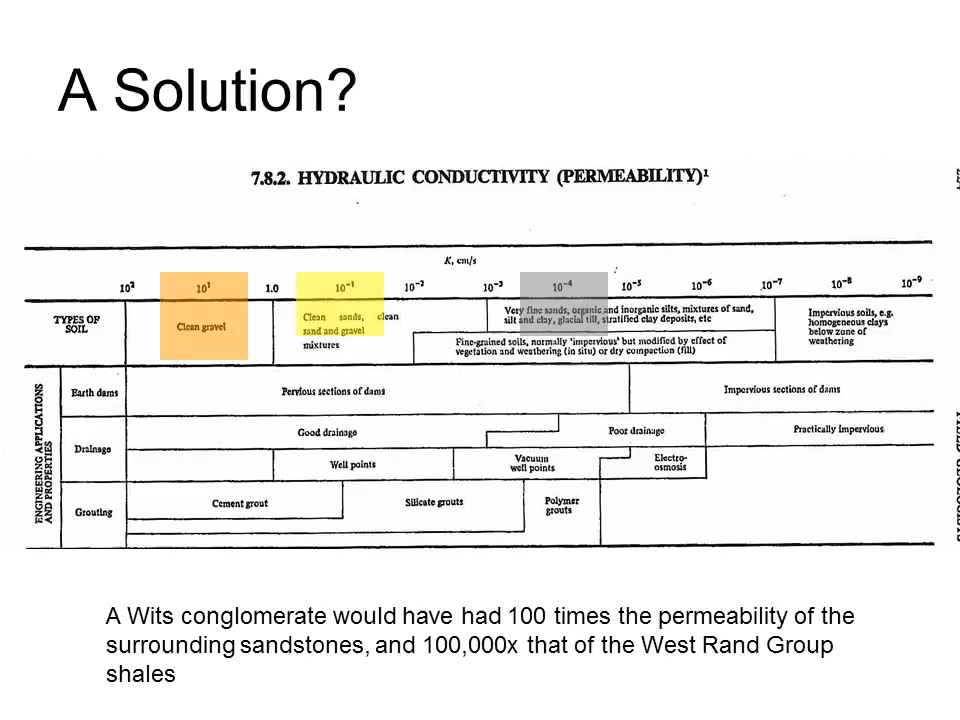 A Solution?
7.8.2. HYDRAULIC CONDUCTIVITY (PERMEABILITY)¹
K, cm/s
10² 10¹ 1.0 10⁻¹ 10⁻² 10⁻³ 10⁻⁴ 10⁻⁵ 10⁻⁶ 10⁻⁷ 10⁻⁸ 10⁻⁹
TYPES OF
SOIL
Clean gravel
Clean sands, clean
sand and gravel
mixtures
Very fine sands, organic and inorganic silts, mixtures of sand,
silt and clay, glacial till, stratified clay deposits, etc
Fine-grained soils, normally 'impervious' but modified by effect of
vegetation and weathering (in situ) or dry compaction (fill)
Impervious soils, e.g.
homogeneous clays
below zone of
weathering
ENGINEERING APPLICATIONS
AND PROPERTIES
Earth dams
Pervious sections of dams
Impervious sections of dams
Drainage
Good drainage
Poor drainage
Practically Impervious
Well points
Vacuum
well points
Electro-
osmosis
Grouting
Cement grout
Silicate grouts
Polymer
grouts
A Wits conglomerate would have had 100 times the permeability of the
surrounding sandstones, and 100,000x that of the West Rand Group
shales